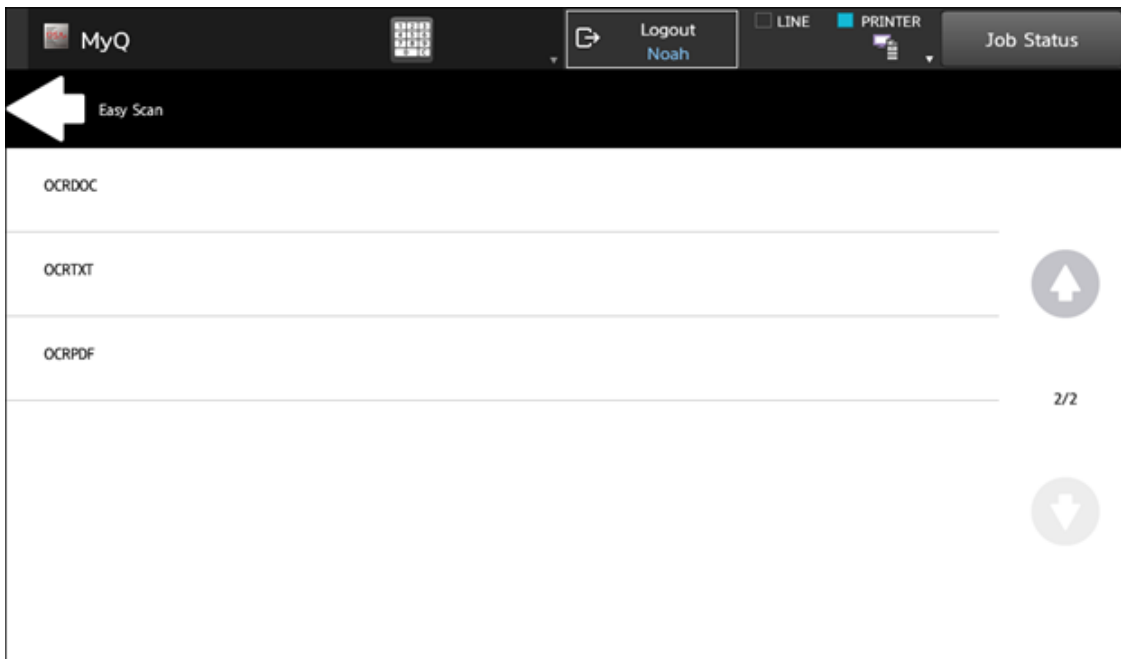 MyQ
Logout
Noah
LINE
PRINTER
Job Status
Easy Scan
OCRDOC
OCRTXT
OCRPDF
2/2